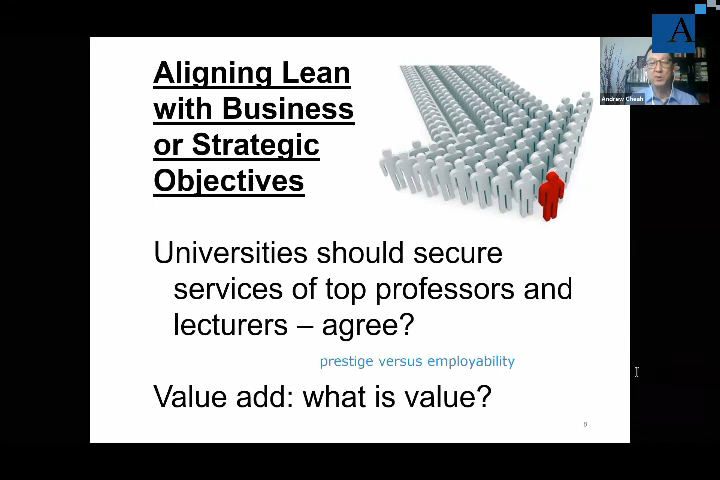 A
Aligning Lean
with Business
or Strategic
Objectives
Andrew Cheah
Universities should secure
services of top professors and
lecturers – agree?
prestige versus employability
Value add: what is value?